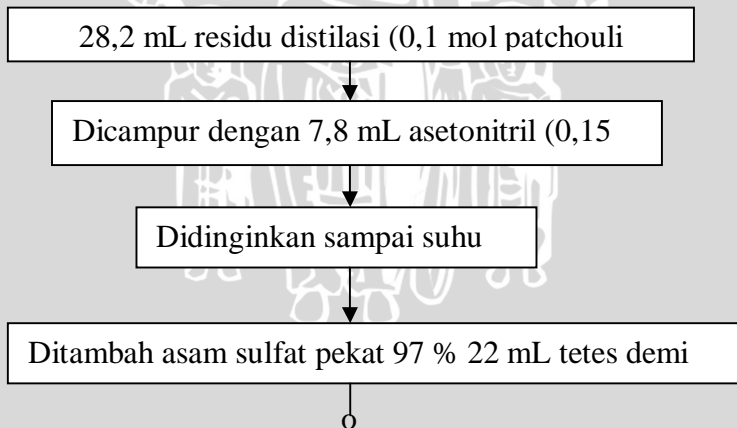 28,2 mL residu distilasi (0,1 mol patchouli
Dicampur dengan 7,8 mL asetonitril (0,15
Didinginkan sampai suhu
Ditambah asam sulfat pekat 97 % 22 mL tetes demi
o